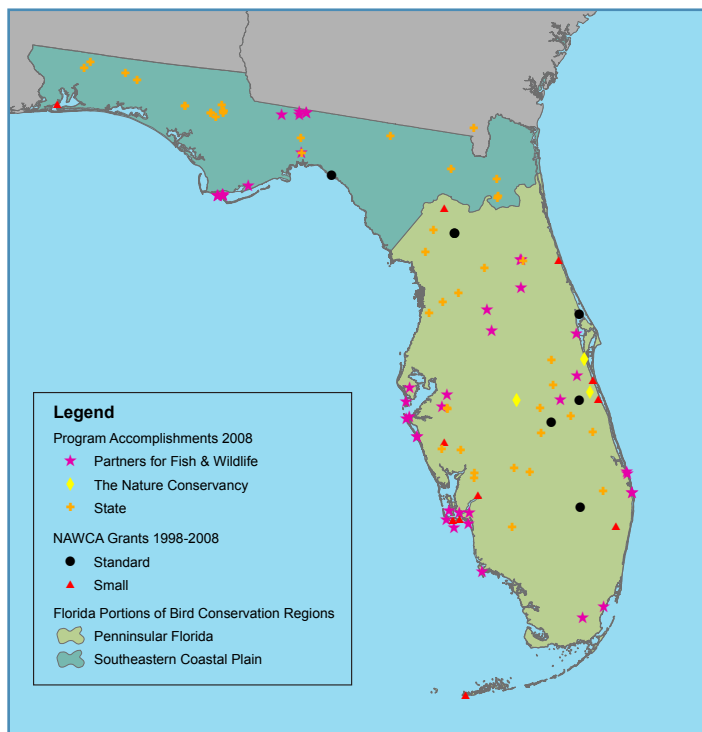 Legend
Program Accomplishments 2008
Partners for Fish & Wildlife
The Nature Conservancy
State
NAWCA Grants 1998-2008
Standard
Small
Florida Portions of Bird Conservation Regions
Penninsular Florida
Southeastern Coastal Plain